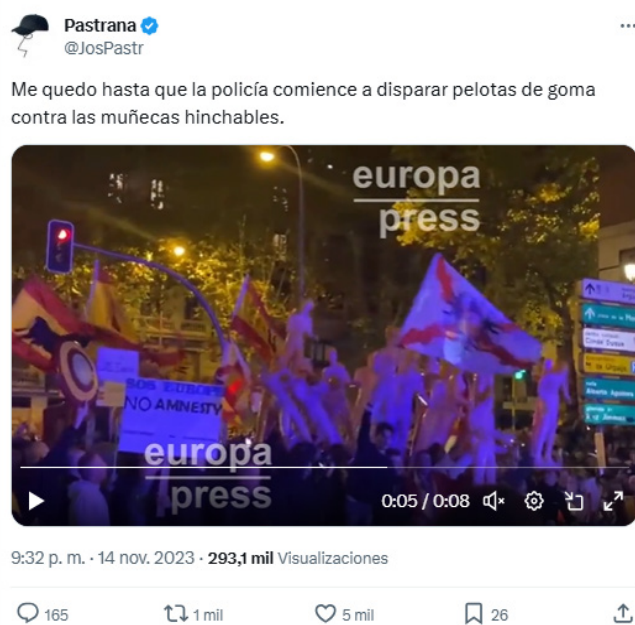 Pastrana
@JosPastr
Me quedo hasta que la policía comience a disparar pelotas de goma
contra las muñecas hinchables.
europa
press
SOS EUROPE
NO AMNESTY
europa
press
0:05 / 0:08
9:32 p. m. · 14 nov. 2023 · 293,1 mil Visualizaciones
165
1 mil
5 mil
26